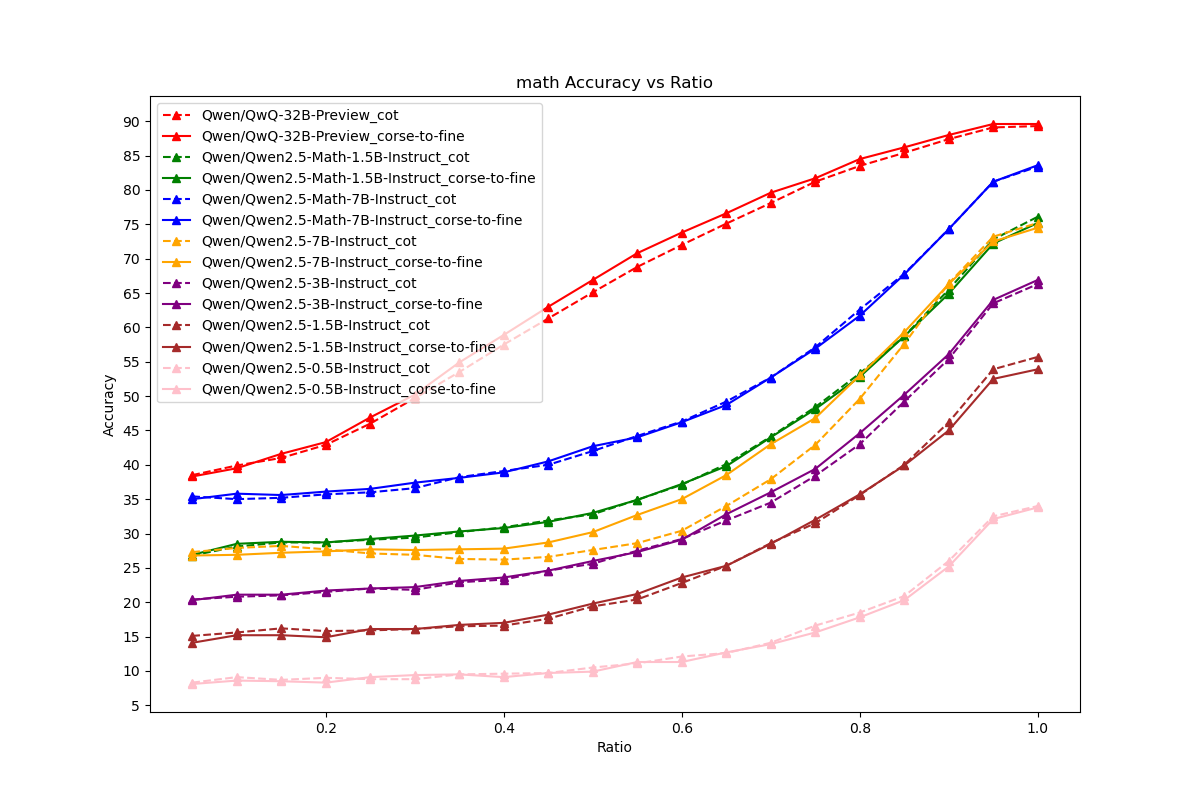 math Accuracy vs Ratio
Qwen/QwQ-32B-Preview_cot
Qwen/QwQ-32B-Preview_corse-to-fine
Qwen/Qwen2.5-Math-1.5B-Instruct_cot
Qwen/Qwen2.5-Math-1.5B-Instruct_corse-to-fine
Qwen/Qwen2.5-Math-7B-Instruct_cot
Qwen/Qwen2.5-Math-7B-Instruct_corse-to-fine
Qwen/Qwen2.5-7B-Instruct_cot
Qwen/Qwen2.5-7B-Instruct_corse-to-fine
Qwen/Qwen2.5-3B-Instruct_cot
Qwen/Qwen2.5-3B-Instruct_corse-to-fine
Qwen/Qwen2.5-1.5B-Instruct_cot
Qwen/Qwen2.5-1.5B-Instruct_corse-to-fine
Qwen/Qwen2.5-0.5B-Instruct_cot
Qwen/Qwen2.5-0.5B-Instruct_corse-to-fine
Accuracy
90
85
80
75
70
65
60
55
50
45
40
35
30
25
20
15
10
5
0.2 0.4 0.6 0.8 1.0
Ratio